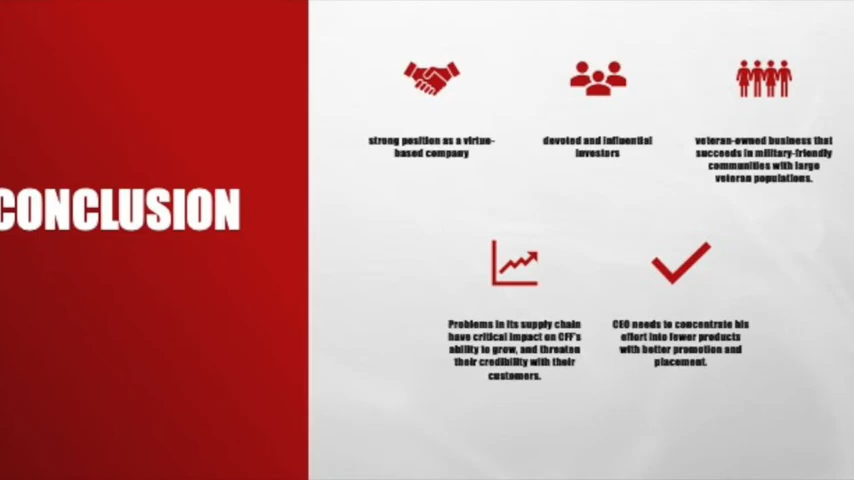 CONCLUSION
strong position as a virtue-
based company
devoted and influential
investors
veteran-owned business that
succeeds in military-friendly
communities with large
veteran populations.
Problems in its supply chain
have critical impact on CFF's
ability to grow, and threaten
their credibility with their
customers.
CEO needs to concentrate his
effort into fewer products
with better promotion and
placement.